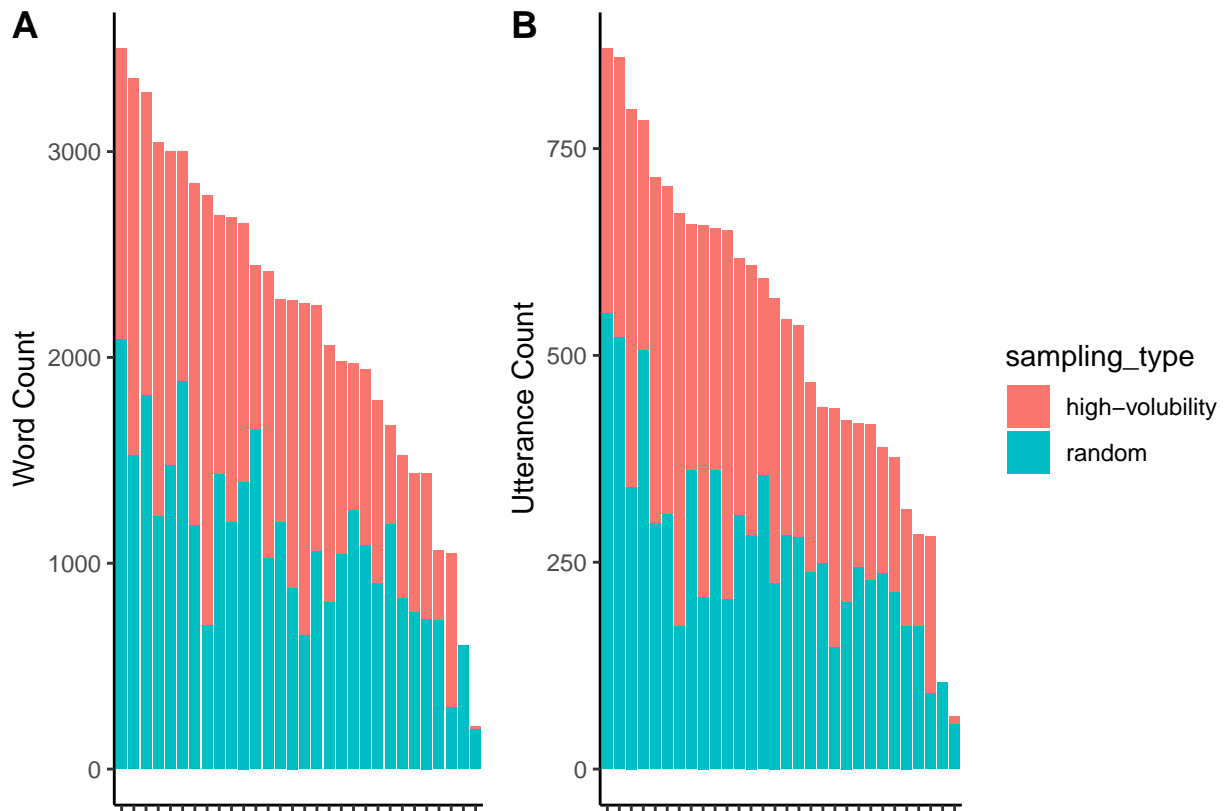 A
Word Count
3000
2000
1000
0
B
Utterance Count
750
500
250
0
sampling_type
high−volubility
random